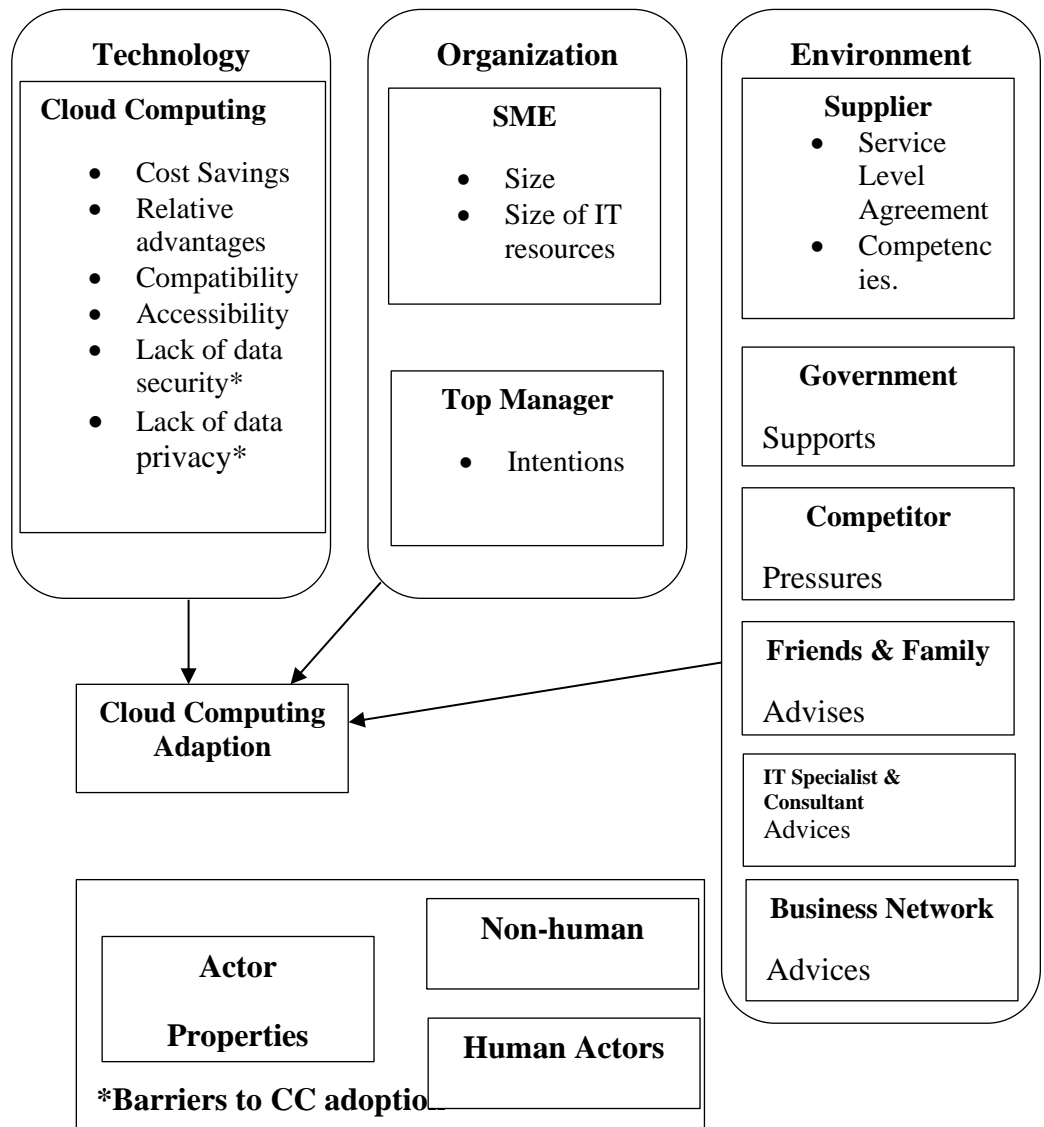 Technology
Cloud Computing
• Cost Savings
• Relative
advantages
• Compatibility
• Accessibility
• Lack of data
security*
• Lack of data
privacy*
Organization
SME
• Size
• Size of IT
resources
Top Manager
• Intentions
Environment
Supplier
• Service
Level
Agreement
• Competenc
ies.
Government
Supports
Competitor
Pressures
Friends & Family
Advises
IT Specialist &
Consultant
Advices
Business Network
Advices
Cloud Computing
Adaption
Actor
Properties
Non-human
Human Actors
*Barriers to CC adoption